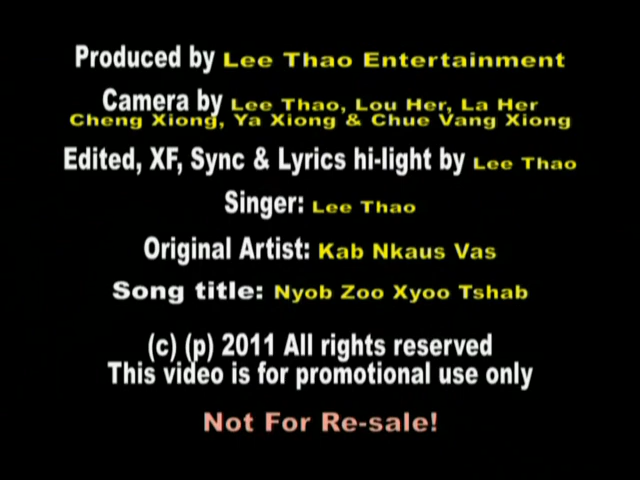 Produced by Lee Thao Entertainment
Camera by Lee Thao, Lou Her, La Her
Cheng Xiong, Ya Xiong & Chue Vang Xiong
Edited, XF, Sync & Lyrics hi-light by Lee Thao
Singer: Lee Thao
Original Artist: Kab Nkaus Vas
Song title: Nyob Zoo Xyoo Tshab
(c) (p) 2011 All rights reserved
This video is for promotional use only
Not For Re-sale!